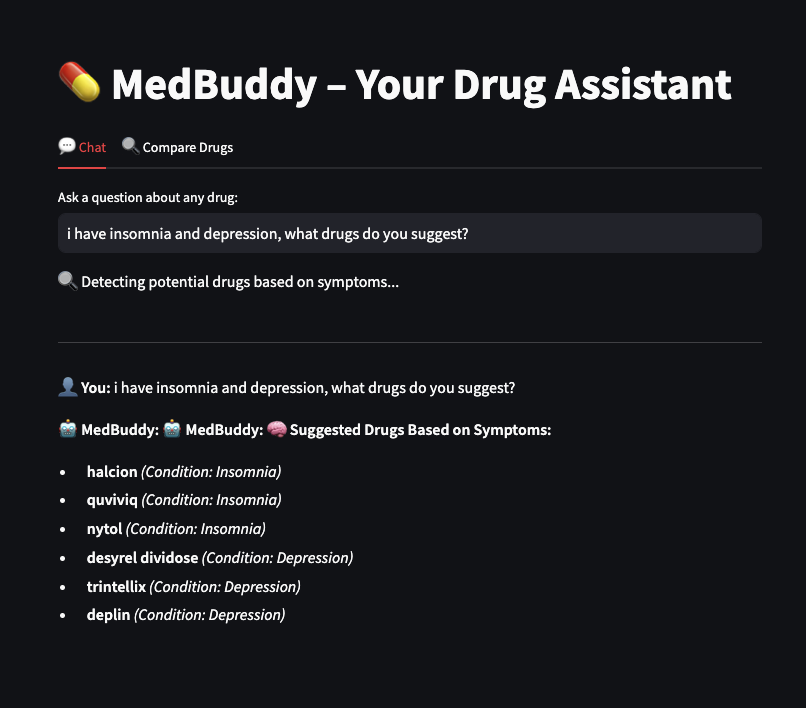 💊 MedBuddy – Your Drug Assistant
💬 Chat 🔍 Compare Drugs
Ask a question about any drug:
i have insomnia and depression, what drugs do you suggest?
🔍 Detecting potential drugs based on symptoms...
👤 You: i have insomnia and depression, what drugs do you suggest?
🤖 MedBuddy: 🤖 MedBuddy: 🧠 Suggested Drugs Based on Symptoms:
• halcion (Condition: Insomnia)
• quviviq (Condition: Insomnia)
• nytol (Condition: Insomnia)
• desyrel dividose (Condition: Depression)
• trintellix (Condition: Depression)
• deplin (Condition: Depression)